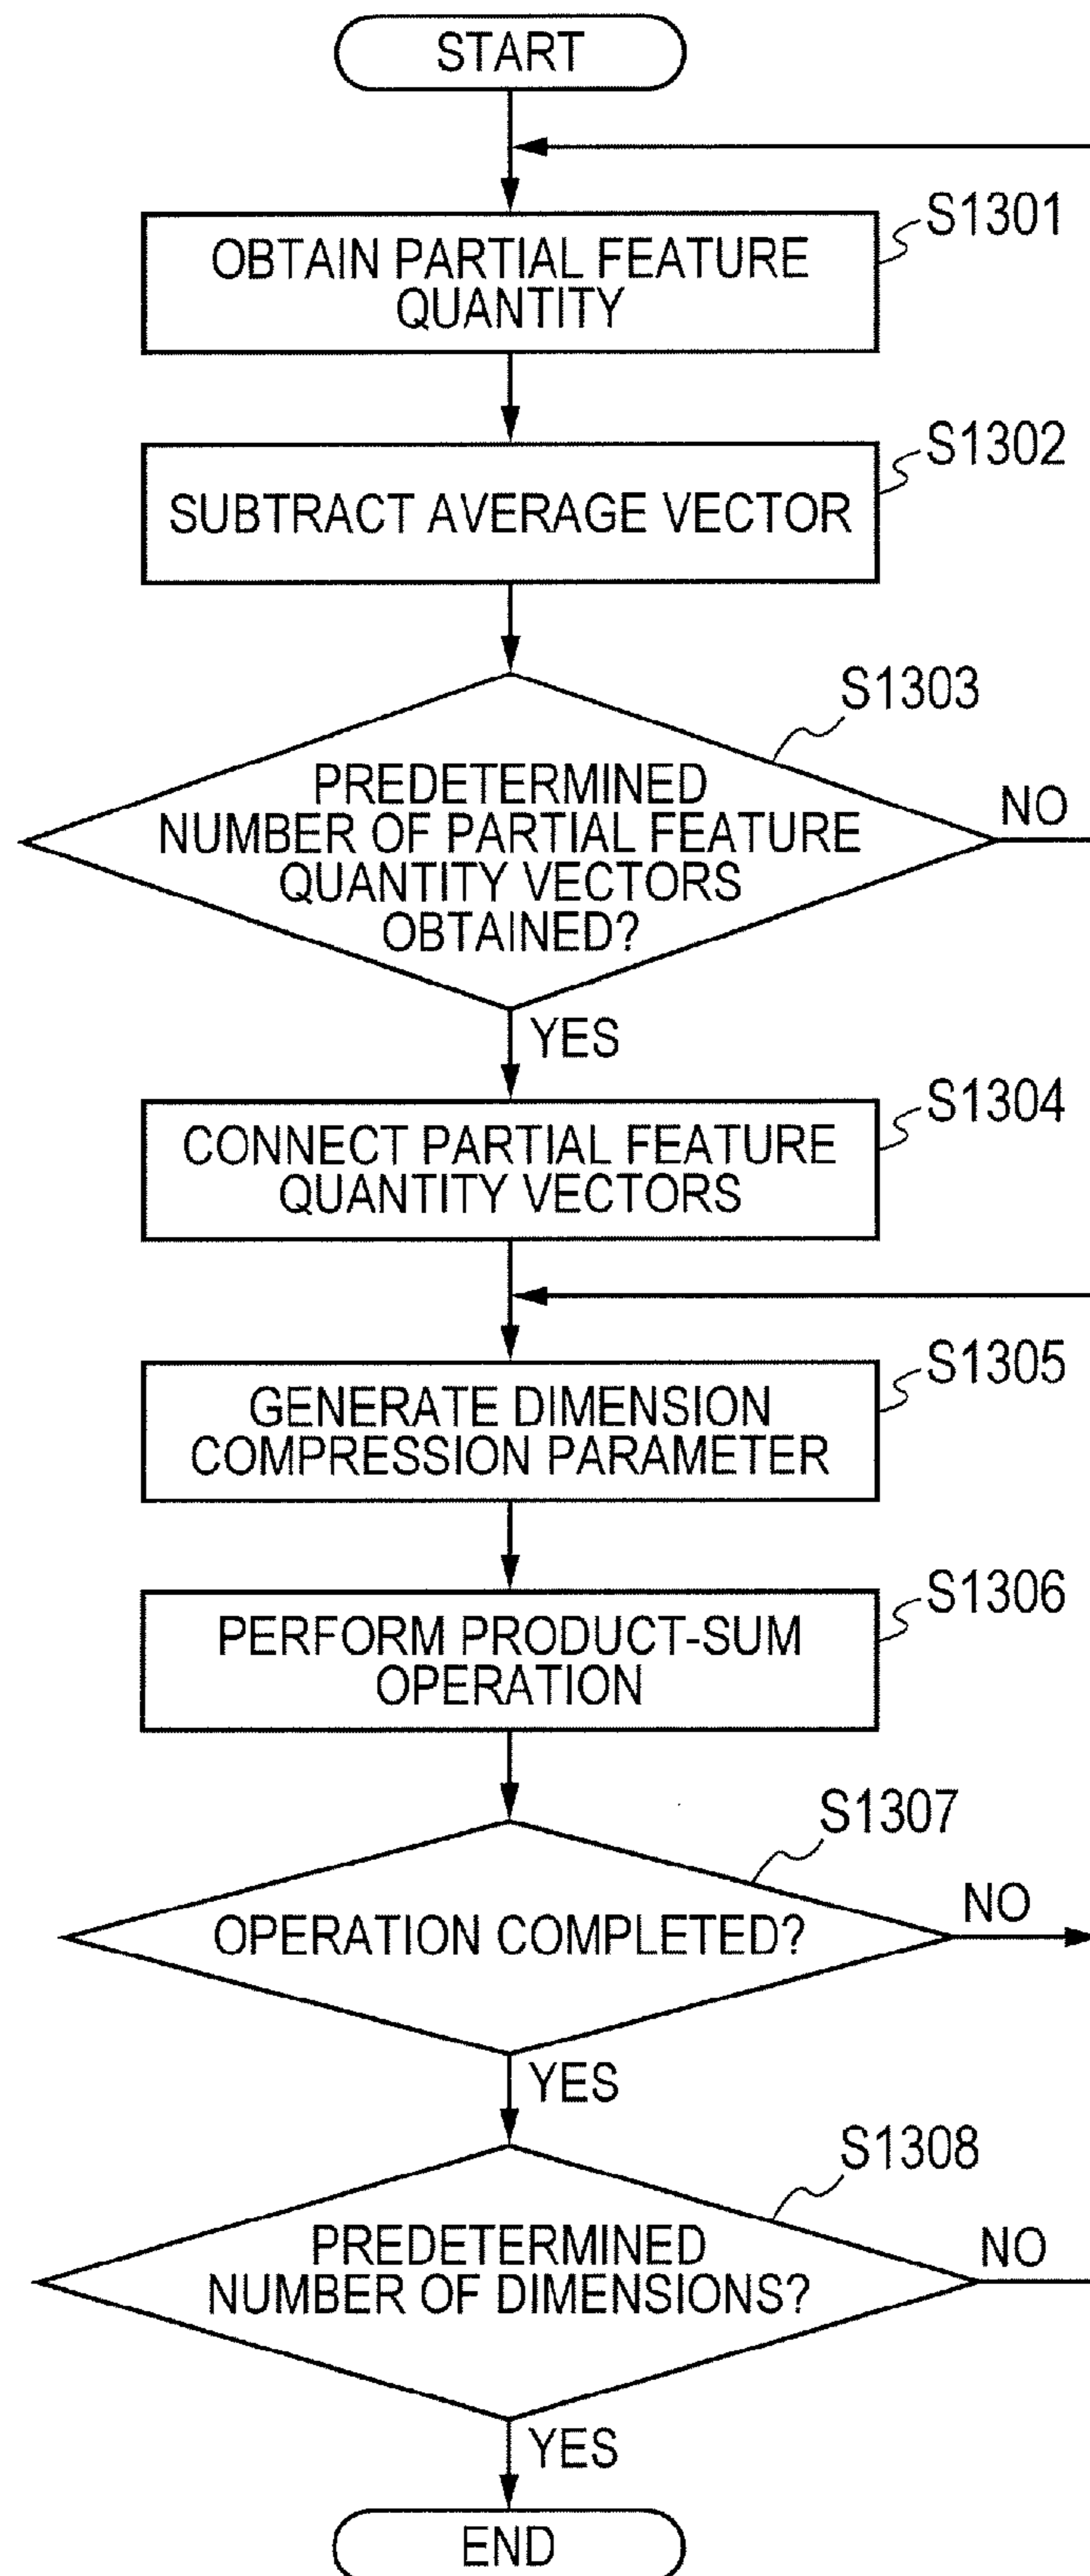 START
S1301
OBTAIN PARTIAL FEATURE
QUANTITY
S1302
SUBTRACT AVERAGE VECTOR
S1303
PREDETERMINED
NUMBER OF PARTIAL FEATURE
QUANTITY VECTORS
OBTAINED?
NO
YES
S1304
CONNECT PARTIAL FEATURE
QUANTITY VECTORS
S1305
GENERATE DIMENSION
COMPRESSION PARAMETER
S1306
PERFORM PRODUCT-SUM
OPERATION
S1307
OPERATION COMPLETED?
NO
YES
S1308
PREDETERMINED
NUMBER OF DIMENSIONS?
NO
YES
END